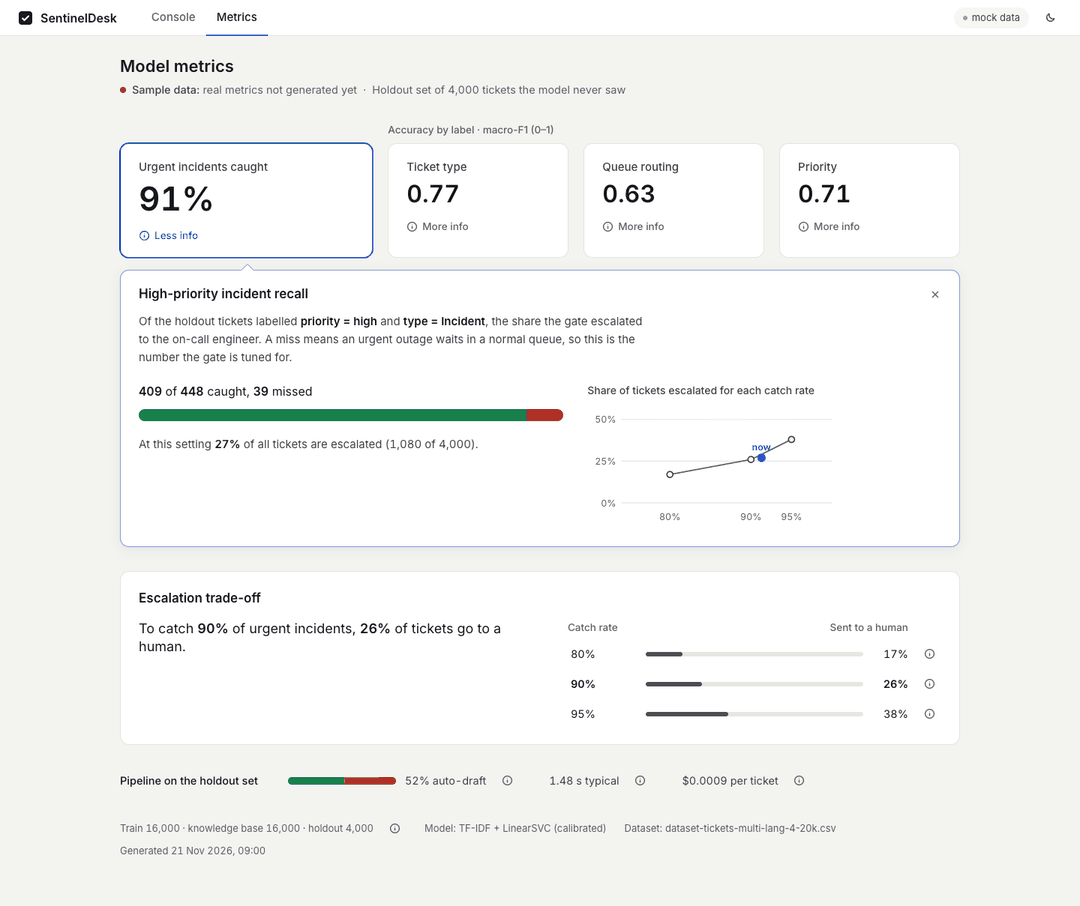 SentinelDesk
Console
Metrics
mock data
Model metrics
Sample data: real metrics not generated yet · Holdout set of 4,000 tickets the model never saw
Accuracy by label · macro-F1 (0–1)
Urgent incidents caught
91%
Less info
Ticket type
0.77
More info
Queue routing
0.63
More info
Priority
0.71
More info
High-priority incident recall
Of the holdout tickets labelled priority = high and type = Incident, the share the gate escalated
to the on-call engineer. A miss means an urgent outage waits in a normal queue, so this is the
number the gate is tuned for.
409 of 448 caught, 39 missed
At this setting 27% of all tickets are escalated (1,080 of 4,000).
Share of tickets escalated for each catch rate
50%
25%
0%
now
80%
90%
95%
Escalation trade-off
To catch 90% of urgent incidents, 26% of tickets go to a
human.
Catch rate
Sent to a human
80%
17%
90%
26%
95%
38%
Pipeline on the holdout set
52% auto-draft
1.48 s typical
$0.0009 per ticket
Train 16,000 · knowledge base 16,000 · holdout 4,000
Model: TF-IDF + LinearSVC (calibrated)
Dataset: dataset-tickets-multi-lang-4-20k.csv
Generated 21 Nov 2026, 09:00